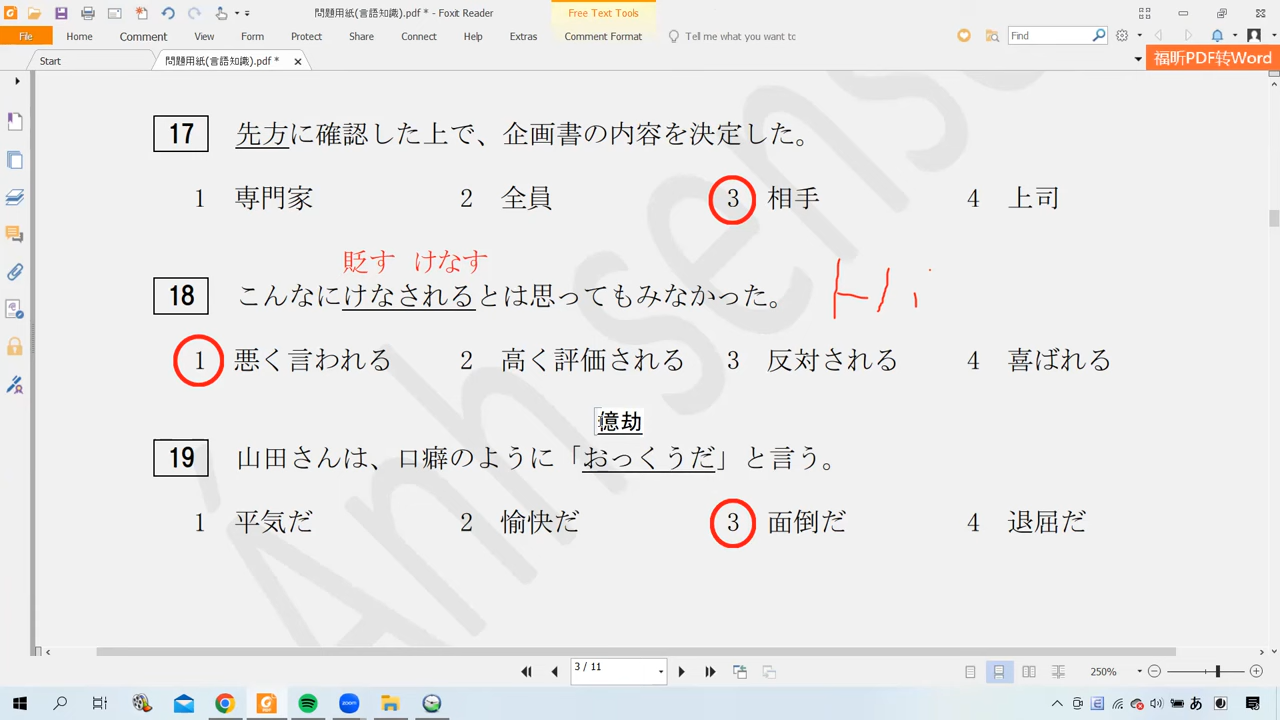 問題用紙(言語知識).pdf * - Foxit Reader
Free Text Tools
File Home Comment View Form Protect Share Connect Help Extras Comment Format Tell me what you want to Find
Start 問題用紙(言語知識).pdf * 福昕PDF转Word
17 先方に確認した上で、企画書の内容を決定した。
1 専門家 2 全員 3 相手 4 上司
貶す けなす
18 こんなにけなされるとは思ってもみなかった。 Hi
1 悪く言われる 2 高く評価される 3 反対される 4 喜ばれる
億劫
19 山田さんは、口癖のように「おっくうだ」と言う。
1 平気だ 2 愉快だ 3 面倒だ 4 退屈だ
Ánh sensei
3 / 11 250%
zoom あ